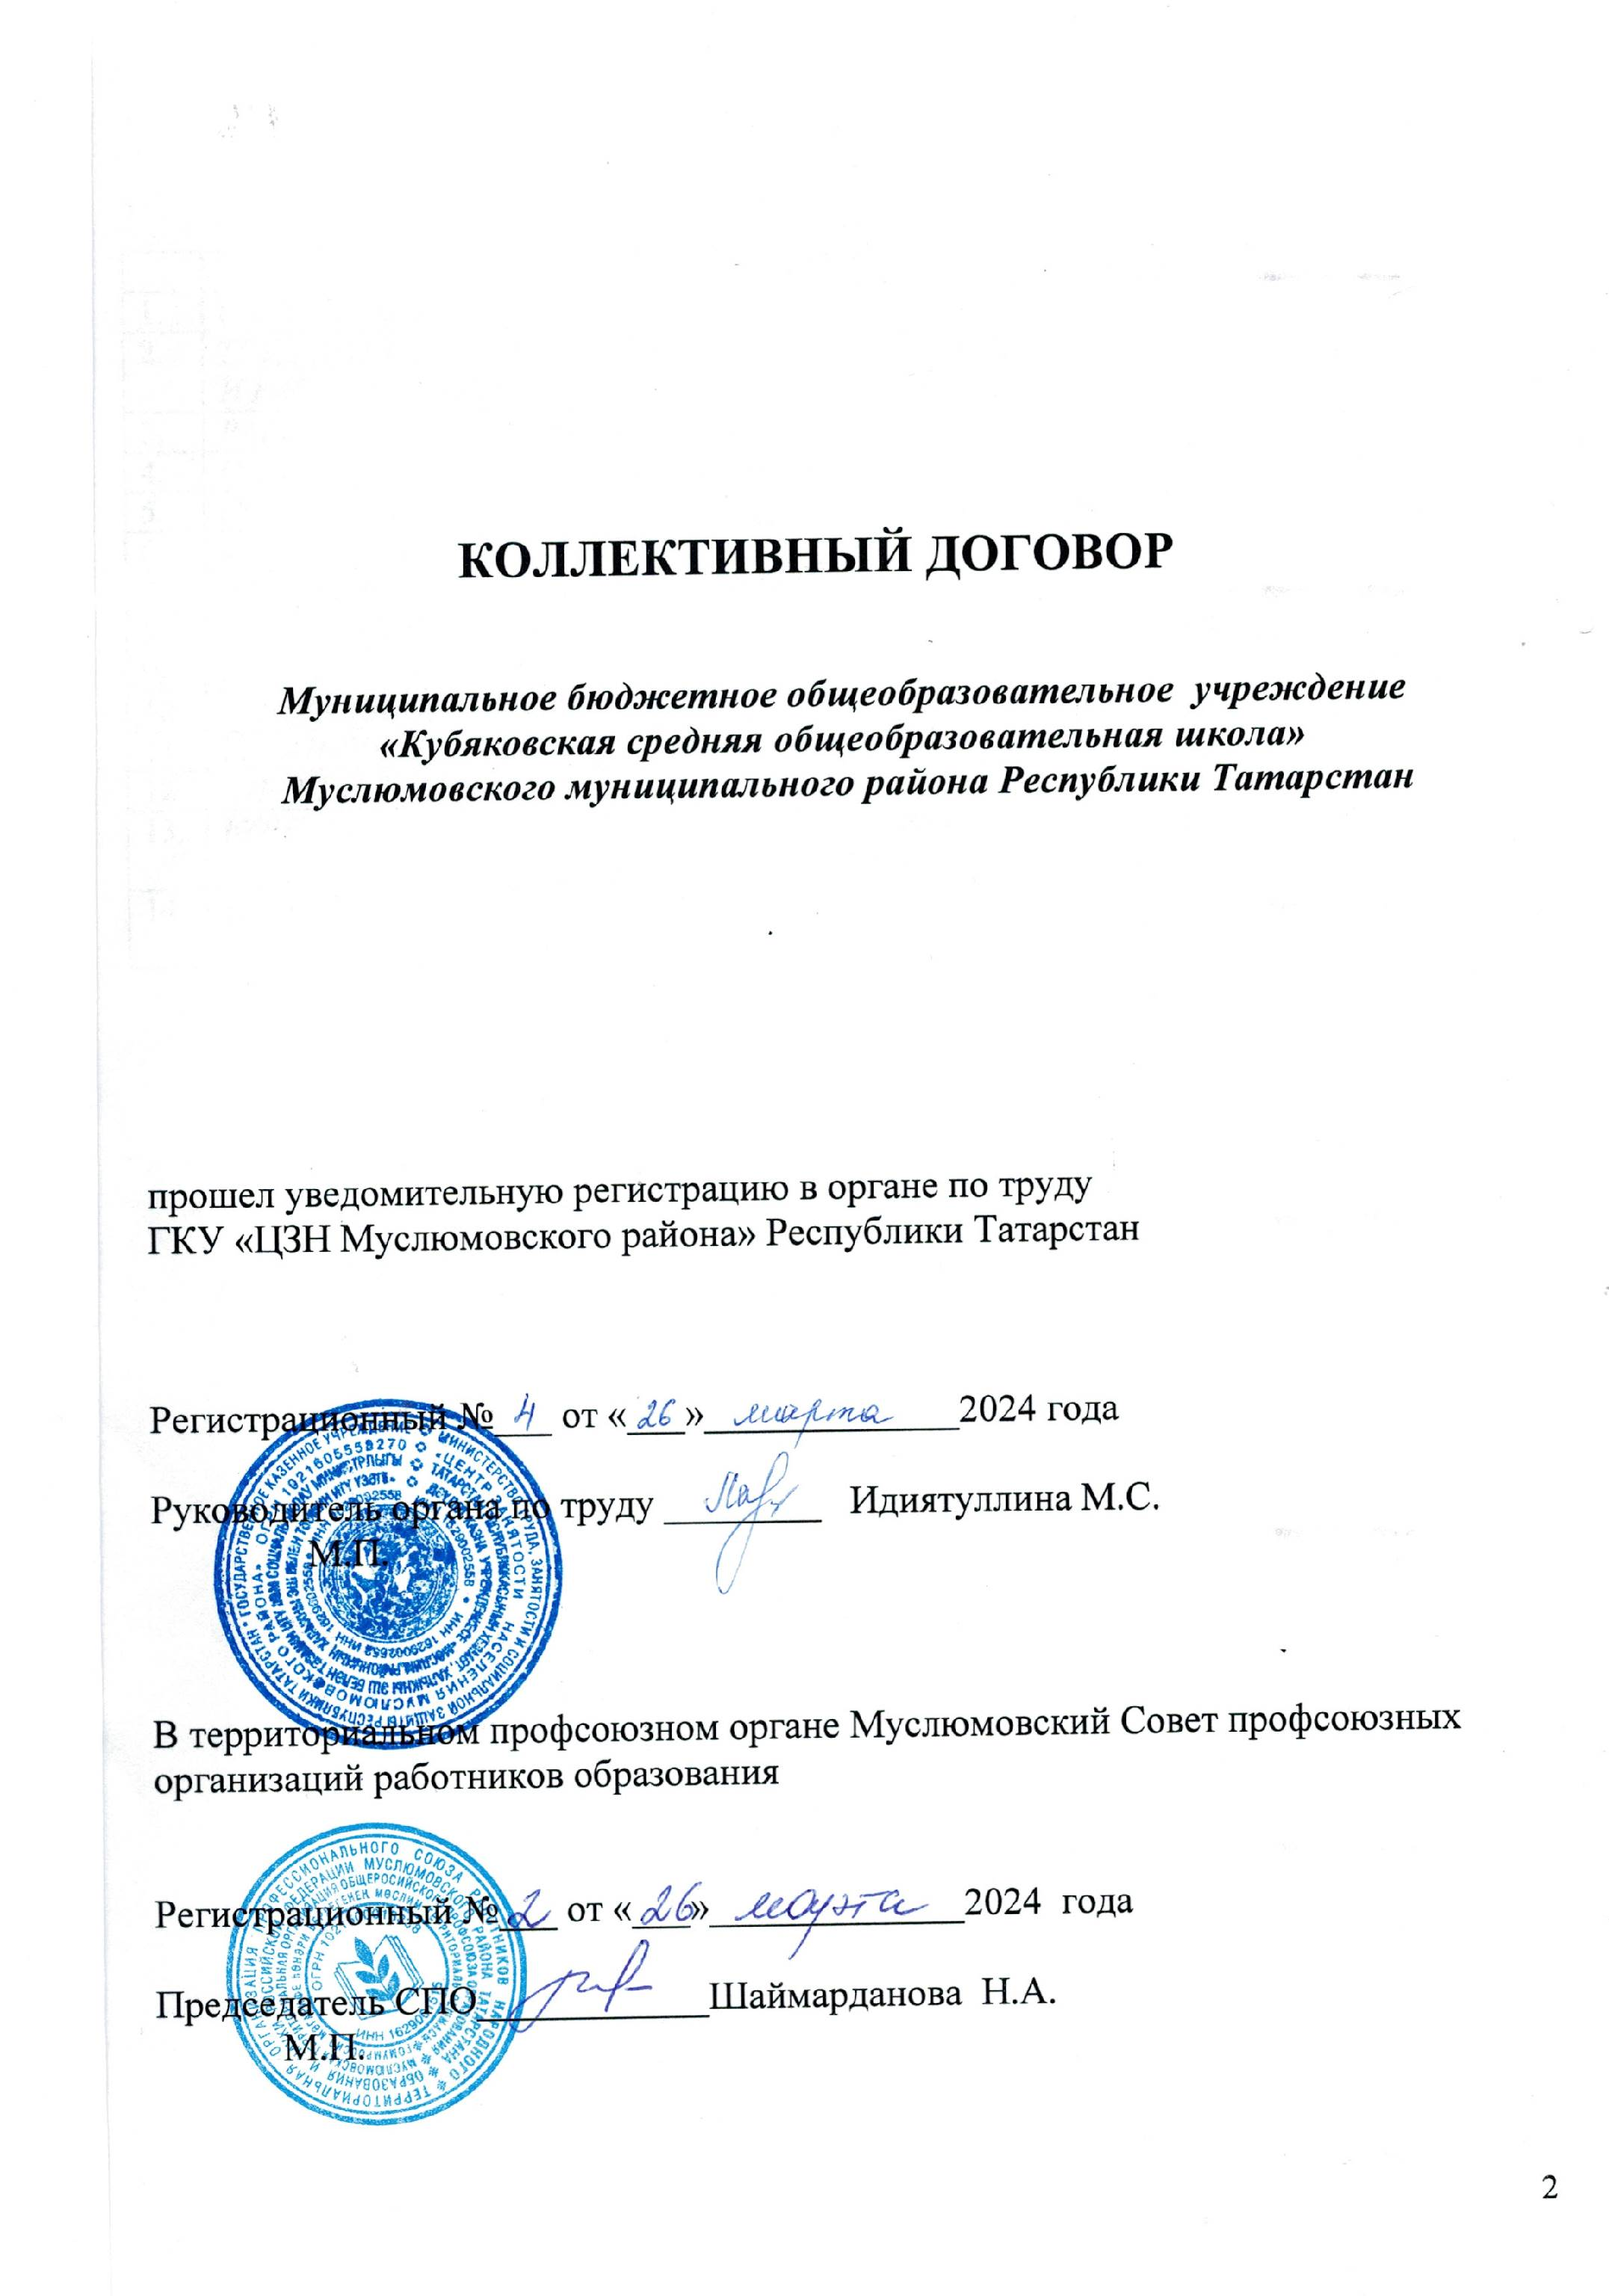 КОЛЛЕКТИВНЫЙ ДОГОВОР
Муниципальное бюджетное общеобразовательное учреждение
«Кубяковская средняя общеобразовательная школа»
Муслюмовского муниципального района Республики Татарстан
прошел уведомительную регистрацию в органе по труду
ГКУ «ЦЗН Муслюмовского района» Республики Татарстан
Регистрационный № 4 от «26» марта 2024 года
Руководитель органа по труду ________ Идиятуллина М.С.
М.П.
В территориальном профсоюзном органе Муслюмовский Совет профсоюзных
организаций работников образования
Регистрационный № 2 от «26» марта 2024 года
Председатель СПО____________Шаймарданова Н.А.
М.П.
2